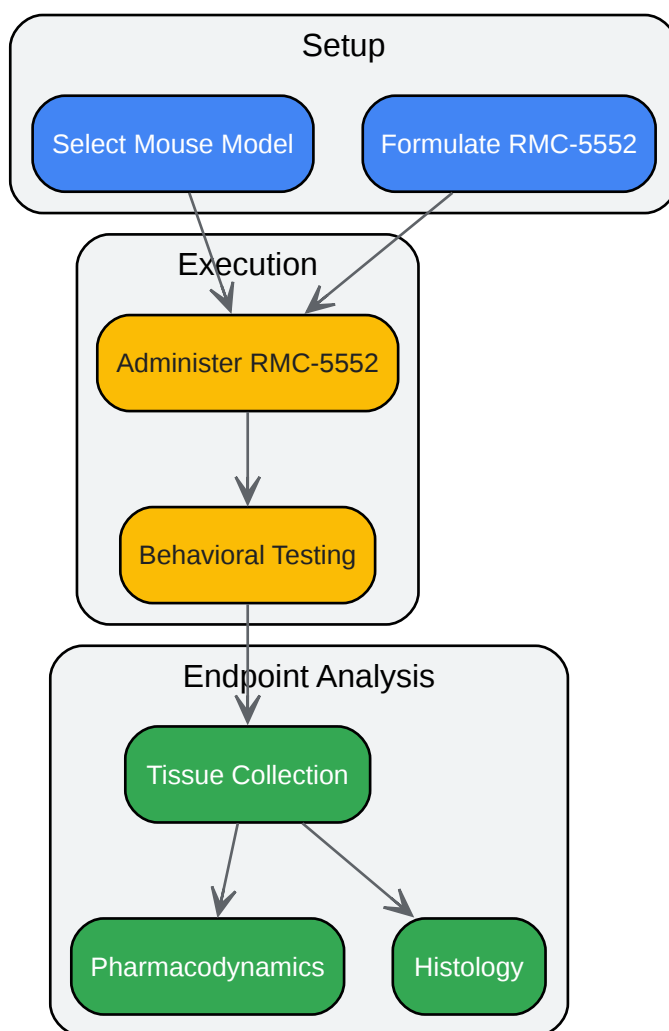 Setup
Select Mouse Model
Formulate RMC-5552
Execution
Administer RMC-5552
Behavioral Testing
Endpoint Analysis
Tissue Collection
Pharmacodynamics
Histology